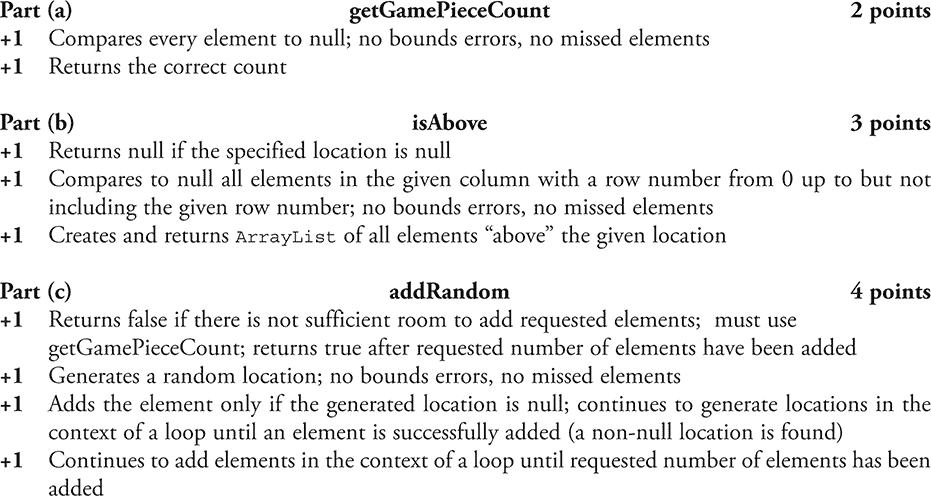 Part (a) getGamePieceCount 2 points
+1 Compares every element to null; no bounds errors, no missed elements
+1 Returns the correct count
Part (b) isAbove 3 points
+1 Returns null if the specified location is null
+1 Compares to null all elements in the given column with a row number from 0 up to but not
including the given row number; no bounds errors, no missed elements
+1 Creates and returns ArrayList of all elements “above” the given location
Part (c) addRandom 4 points
+1 Returns false if there is not sufficient room to add requested elements; must use
getGamePieceCount; returns true after requested number of elements have been added
+1 Generates a random location; no bounds errors, no missed elements
+1 Adds the element only if the generated location is null; continues to generate locations in the
context of a loop until an element is successfully added (a non-null location is found)
+1 Continues to add elements in the context of a loop until requested number of elements has been
added